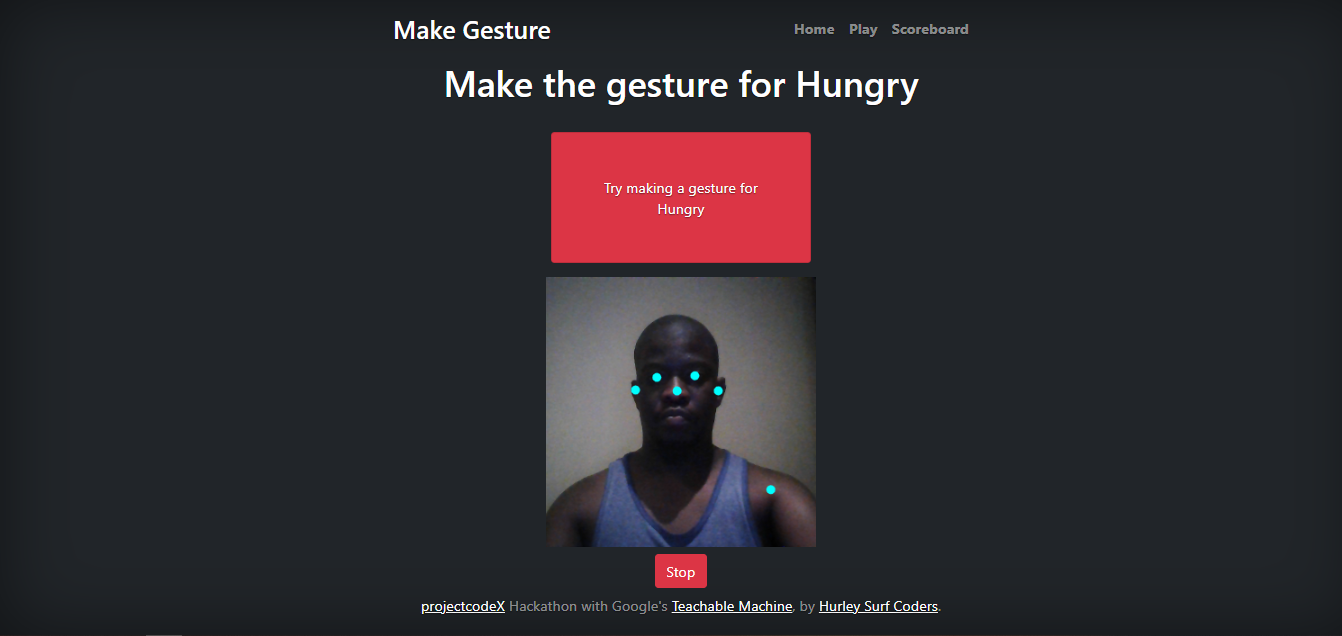 Make Gesture
Home Play Scoreboard
Make the gesture for Hungry
Try making a gesture for
Hungry
Stop
projectcodeX Hackathon with Google's Teachable Machine, by Hurley Surf Coders.